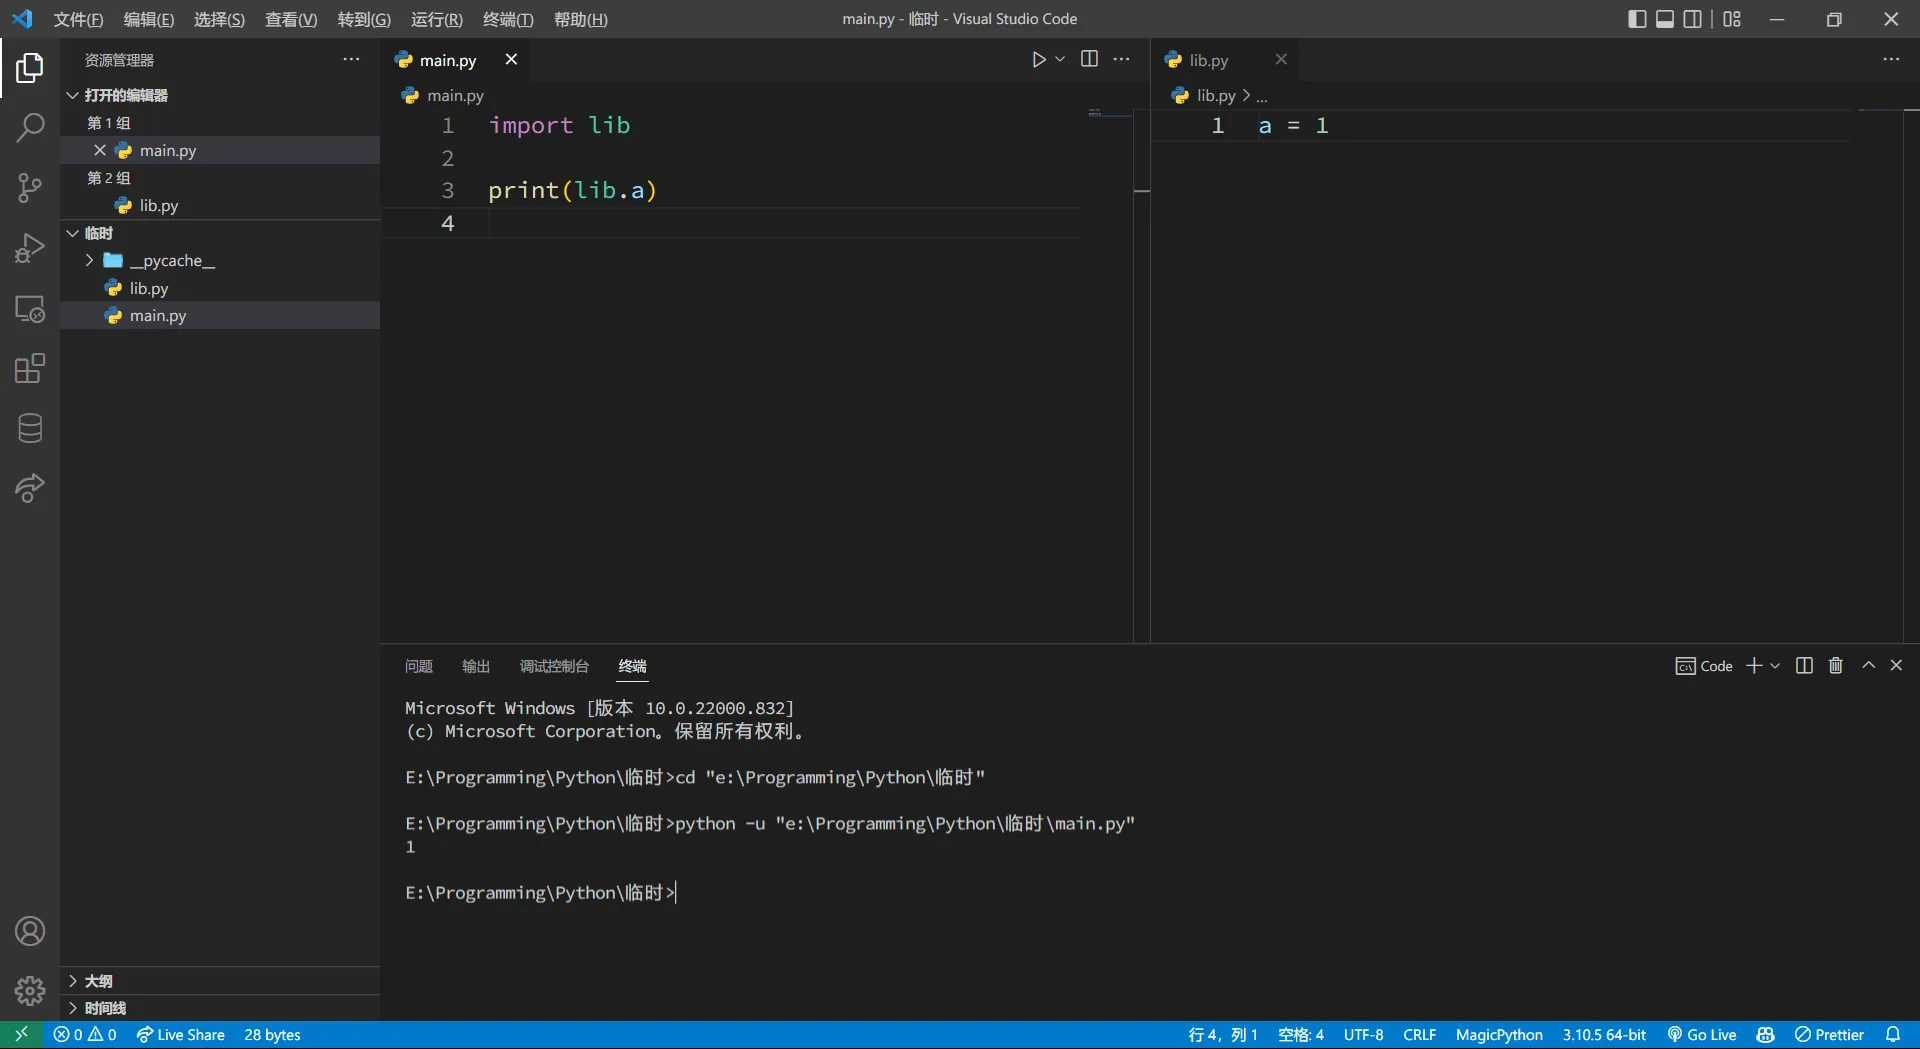 文件(F) 编辑(E) 选择(S) 查看(V) 转到(G) 运行(R) 终端(T) 帮助(H)
main.py - 临时 - Visual Studio Code
资源管理器
打开的编辑器
第 1 组
main.py
第 2 组
lib.py
临时
__pycache__
lib.py
main.py
大纲
时间线
main.py
main.py
1 import lib
2
3 print(lib.a)
4
lib.py
lib.py > ...
1 a = 1
问题 输出 调试控制台 终端
Code
Microsoft Windows [版本 10.0.22000.832]
(c) Microsoft Corporation。保留所有权利。
E:\Programming\Python\临时>cd "e:\Programming\Python\临时"
E:\Programming\Python\临时>python -u "e:\Programming\Python\临时\main.py"
1
E:\Programming\Python\临时>
0 0 Live Share 28 bytes
行 4，列 1 空格: 4 UTF-8 CRLF MagicPython 3.10.5 64-bit Go Live Prettier